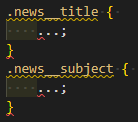 .news__title {
    ...;
}
.news__subject {
    ...;
}